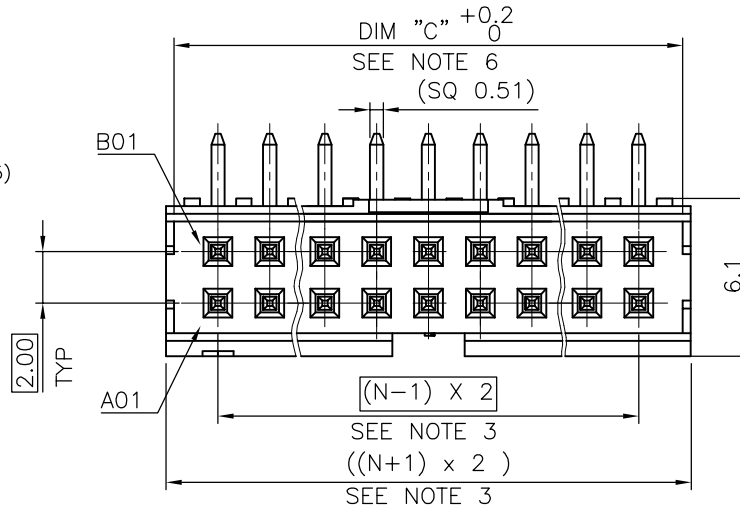 DIM "C" +0.2 0
SEE NOTE 6
(SQ 0.51)
B01
)
6.1
2.00
TYP
A01
(N-1) X 2
SEE NOTE 3
((N+1) x 2 )
SEE NOTE 3